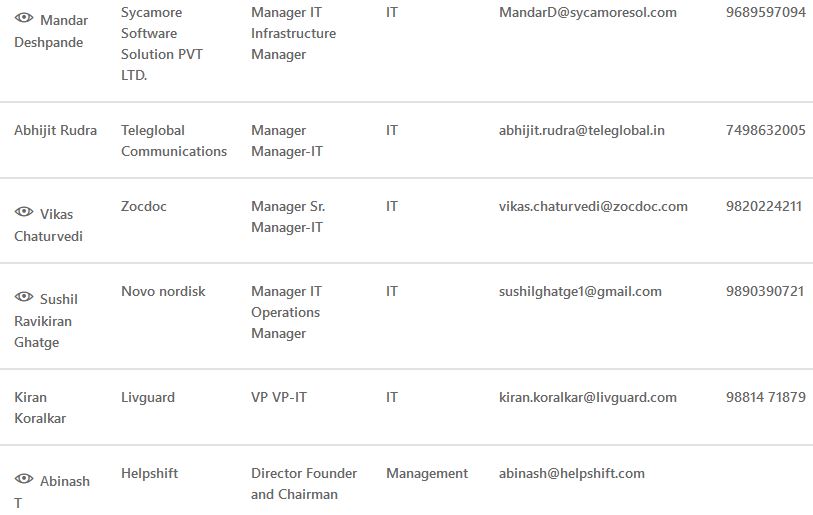 Mandar Deshpande Sycamore Software Solution PVT LTD. Manager IT Infrastructure Manager IT MandarD@sycamoresol.com 9689597094
Abhijit Rudra Teleglobal Communications Manager Manager-IT IT abhijit.rudra@teleglobal.in 7498632005
Vikas Chaturvedi Zocdoc Manager Sr. Manager-IT IT vikas.chaturvedi@zocdoc.com 9820224211
Sushil Ravikiran Ghatge Novo nordisk Manager IT Operations Manager IT sushilghatge1@gmail.com 9890390721
Kiran Koralkar Livguard VP VP-IT IT kiran.koralkar@livguard.com 98814 71879
Abinash T Helpshift Director Founder and Chairman Management abinash@helpshift.com